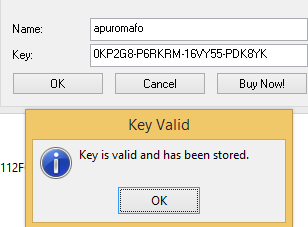 Name:
apuromafo
Key:
0KP2G8-P6RKRM-16VY55-PDK8YK
OK
Cancel
Buy Now!
Key Valid
Key is valid and has been stored.
112F
OK